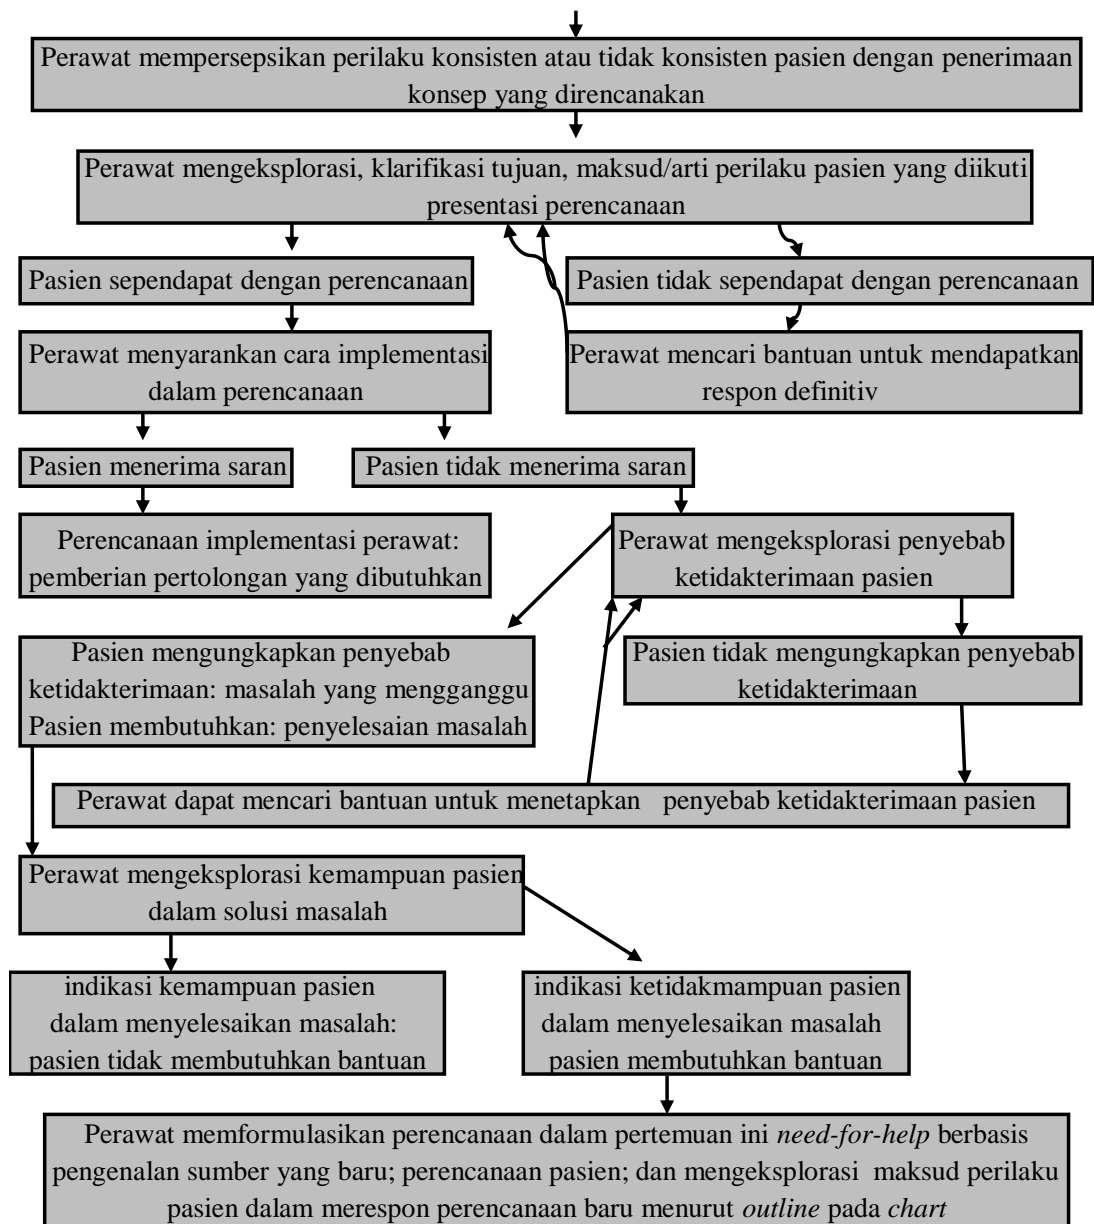 Perawat mempersepsikan perilaku konsisten atau tidak konsisten pasien dengan penerimaan
konsep yang direncanakan
Perawat mengeksplorasi, klarifikasi tujuan, maksud/arti perilaku pasien yang diikuti
presentasi perencanaan
Pasien sependapat dengan perencanaan
Pasien tidak sependapat dengan perencanaan
Perawat menyarankan cara implementasi
dalam perencanaan
Perawat mencari bantuan untuk mendapatkan
respon definitiv
Pasien menerima saran
Pasien tidak menerima saran
Perencanaan implementasi perawat:
pemberian pertolongan yang dibutuhkan
Perawat mengeksplorasi penyebab
ketidakterimaan pasien
Pasien mengungkapkan penyebab
ketidakterimaan: masalah yang mengganggu
Pasien membutuhkan: penyelesaian masalah
Pasien tidak mengungkapkan penyebab
ketidakterimaan
Perawat dapat mencari bantuan untuk menetapkan penyebab ketidakterimaan pasien
Perawat mengeksplorasi kemampuan pasien
dalam solusi masalah
indikasi kemampuan pasien
dalam menyelesaikan masalah:
pasien tidak membutuhkan bantuan
indikasi ketidakmampuan pasien
dalam menyelesaikan masalah
pasien membutuhkan bantuan
Perawat memformulasikan perencanaan dalam pertemuan ini need-for-help berbasis
pengenalan sumber yang baru; perencanaan pasien; dan mengeksplorasi maksud perilaku
pasien dalam merespon perencanaan baru menurut outline pada chart